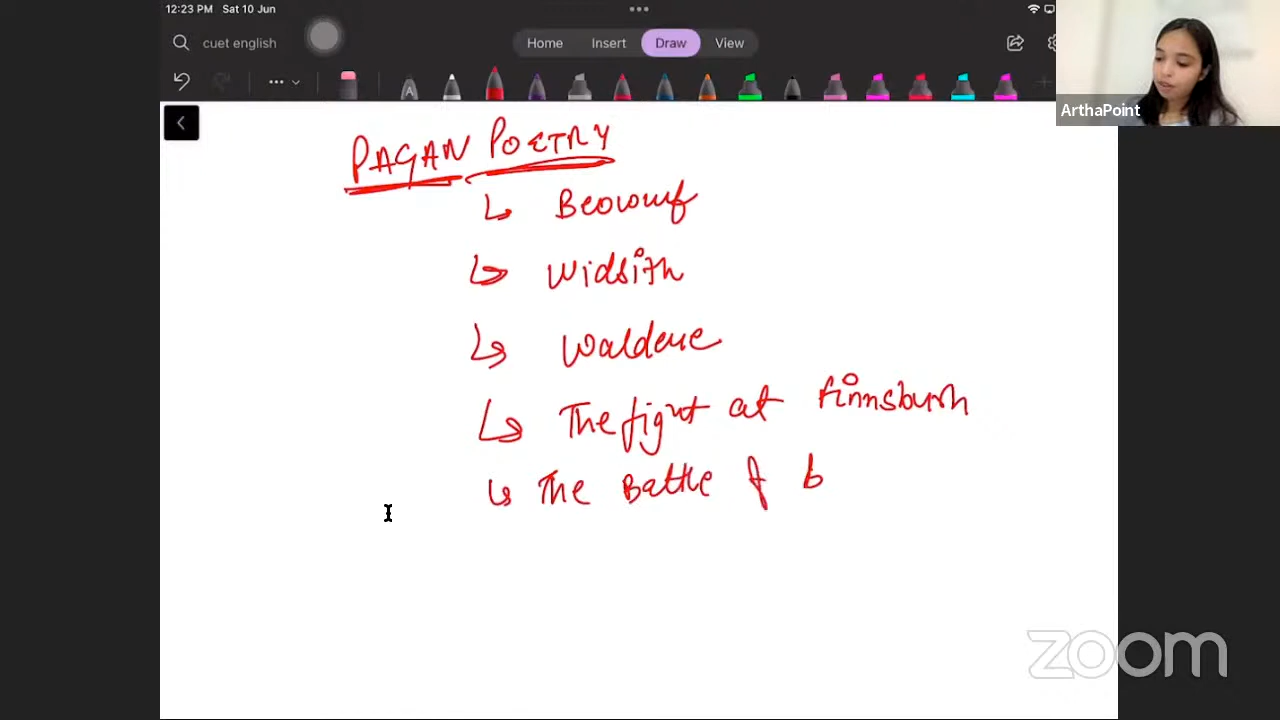 12:23 PM Sat 10 Jun
cuet english
Home Insert Draw View
ArthaPoint
PAGAN POETRY
Beowulf
Widsith
Waldere
The fight at finnsburh
The Battle of b
zoom